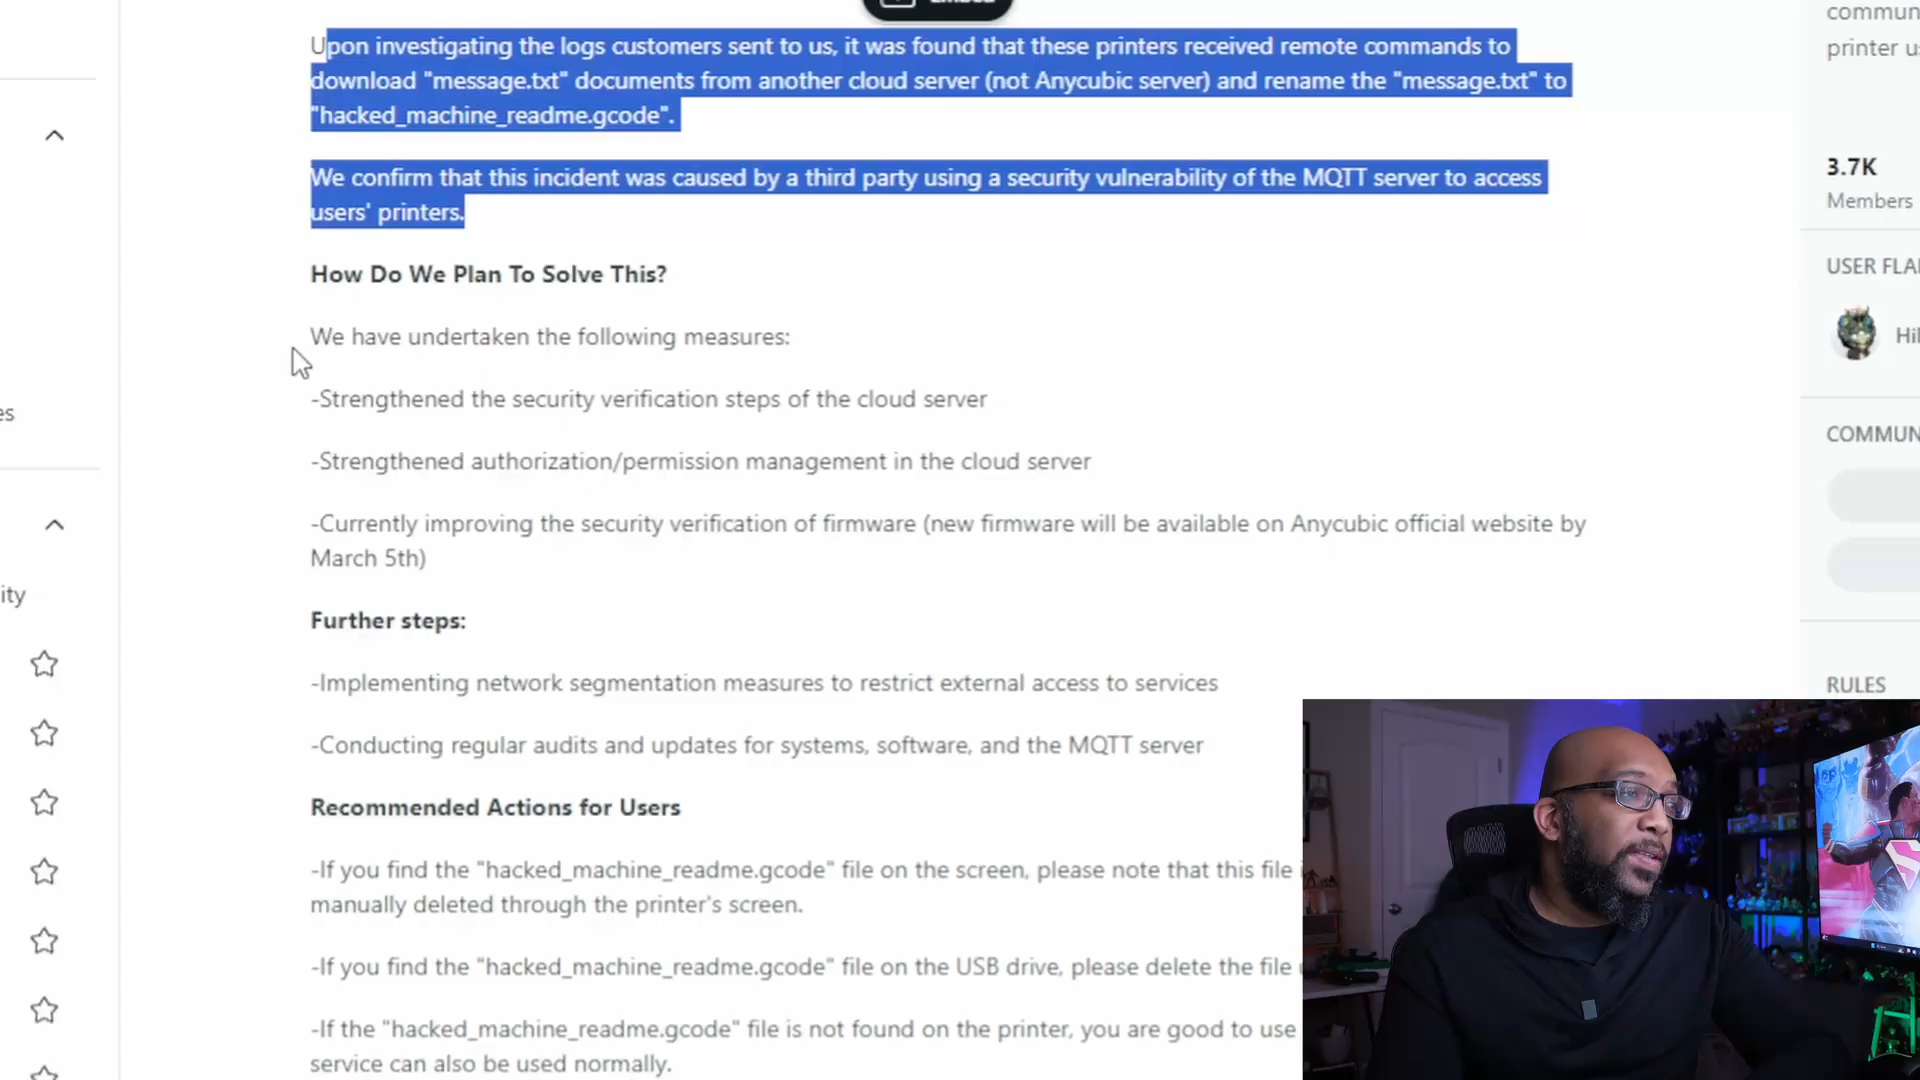 Upon investigating the logs customers sent to us, it was found that these printers received remote commands to
download "message.txt" documents from another cloud server (not Anycubic server) and rename the "message.txt" to
"hacked_machine_readme.gcode".
We confirm that this incident was caused by a third party using a security vulnerability of the MQTT server to access
users' printers.
How Do We Plan To Solve This?
We have undertaken the following measures:
-Strengthened the security verification steps of the cloud server
-Strengthened authorization/permission management in the cloud server
-Currently improving the security verification of firmware (new firmware will be available on Anycubic official website by
March 5th)
Further steps:
-Implementing network segmentation measures to restrict external access to services
-Conducting regular audits and updates for systems, software, and the MQTT server
Recommended Actions for Users
-If you find the "hacked_machine_readme.gcode" file on the screen, please note that this file
manually deleted through the printer's screen.
-If you find the "hacked_machine_readme.gcode" file on the USB drive, please delete the file
-If the "hacked_machine_readme.gcode" file is not found on the printer, you are good to use
service can also be used normally.
commun
printer us
3.7K
Members
USER FLA
Hil
COMMUN
RULES
es
ity